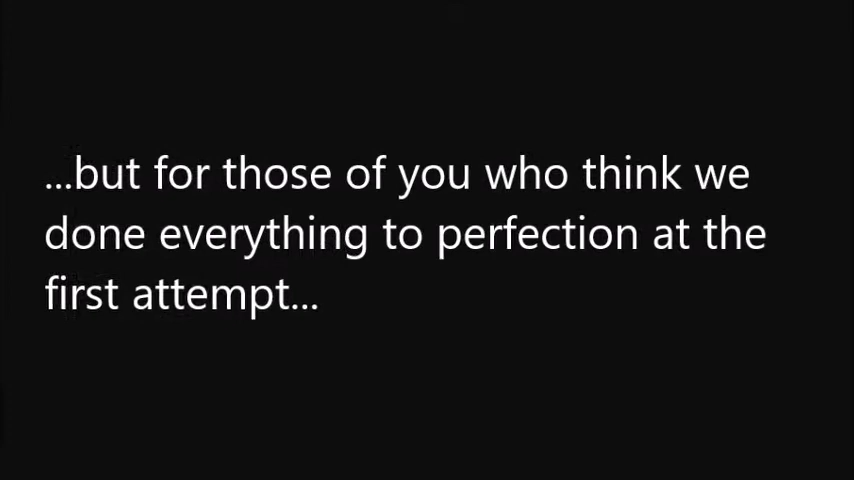 ...but for those of you who think we
done everything to perfection at the
first attempt...